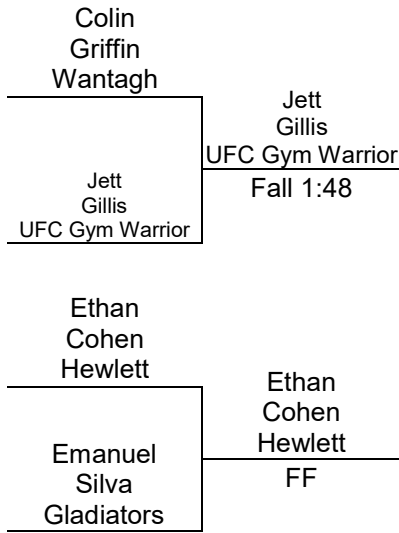 Colin
Griffin
Wantagh
Jett
Gillis
UFC Gym Warrior
Jett
Gillis
UFC Gym Warrior
Fall 1:48
Ethan
Cohen
Hewlett
Emanuel
Silva
Gladiators
Ethan
Cohen
Hewlett
FF